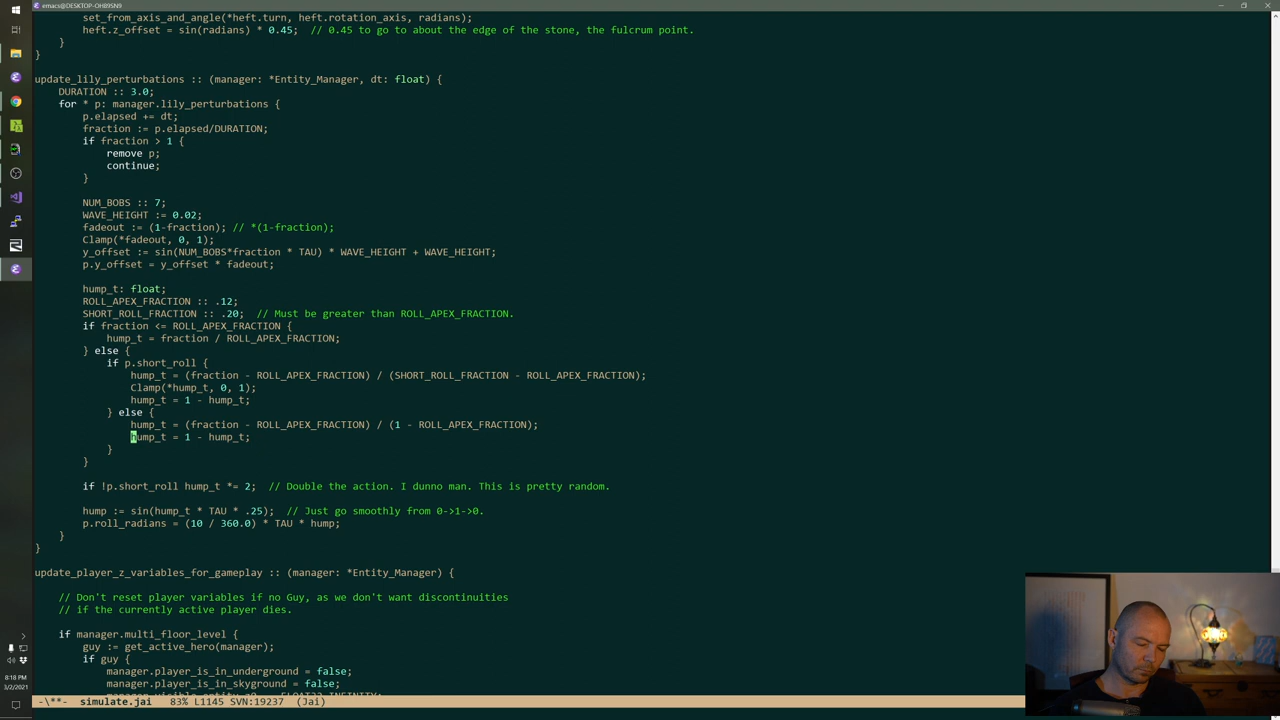 emacs@DESKTOP-OHB9SN9
set_from_axis_and_angle(*heft.turn, heft.rotation_axis, radians);
heft.z_offset = sin(radians) * 0.45;  // 0.45 to go to about the edge of the stone, the fulcrum point.
}
}
update_lily_perturbations :: (manager: *Entity_Manager, dt: float) {
DURATION :: 3.0;
for * p: manager.lily_perturbations {
p.elapsed += dt;
fraction := p.elapsed/DURATION;
if fraction > 1 {
remove p;
continue;
}
NUM_BOBS :: 7;
WAVE_HEIGHT := 0.02;
fadeout := (1-fraction); // *(1-fraction);
Clamp(*fadeout, 0, 1);
y_offset := sin(NUM_BOBS*fraction * TAU) * WAVE_HEIGHT + WAVE_HEIGHT;
p.y_offset = y_offset * fadeout;
hump_t: float;
ROLL_APEX_FRACTION :: .12;
SHORT_ROLL_FRACTION :: .20;  // Must be greater than ROLL_APEX_FRACTION.
if fraction <= ROLL_APEX_FRACTION {
hump_t = fraction / ROLL_APEX_FRACTION;
} else {
if p.short_roll {
hump_t = (fraction - ROLL_APEX_FRACTION) / (SHORT_ROLL_FRACTION - ROLL_APEX_FRACTION);
Clamp(*hump_t, 0, 1);
hump_t = 1 - hump_t;
} else {
hump_t = (fraction - ROLL_APEX_FRACTION) / (1 - ROLL_APEX_FRACTION);
hump_t = 1 - hump_t;
}
}
if !p.short_roll hump_t *= 2;  // Double the action. I dunno man. This is pretty random.
hump := sin(hump_t * TAU * .25);  // Just go smoothly from 0->1->0.
p.roll_radians = (10 / 360.0) * TAU * hump;
}
}
update_player_z_variables_for_gameplay :: (manager: *Entity_Manager) {
// Don't reset player variables if no Guy, as we don't want discontinuities
// if the currently active player dies.
if manager.multi_floor_level {
guy := get_active_hero(manager);
if guy {
manager.player_is_in_underground = false;
manager.player_is_in_skyground = false;
-\**-  simulate.jai   83% L1145 SVN:19237  (Jai)
8:18 PM
3/2/2021